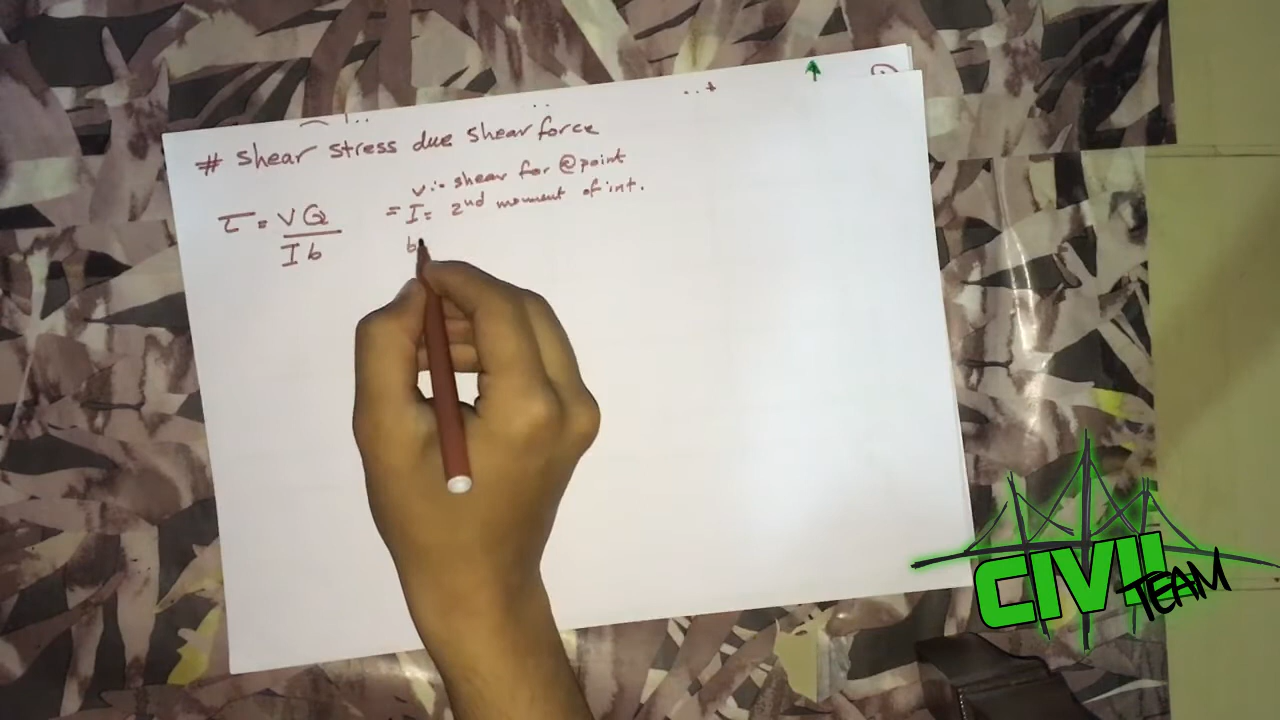 # shear stress due shear force
V:- shear for @ point
τ = VQ / Ib
= I = 2nd moment of int.
b
CIVIL
TEAM